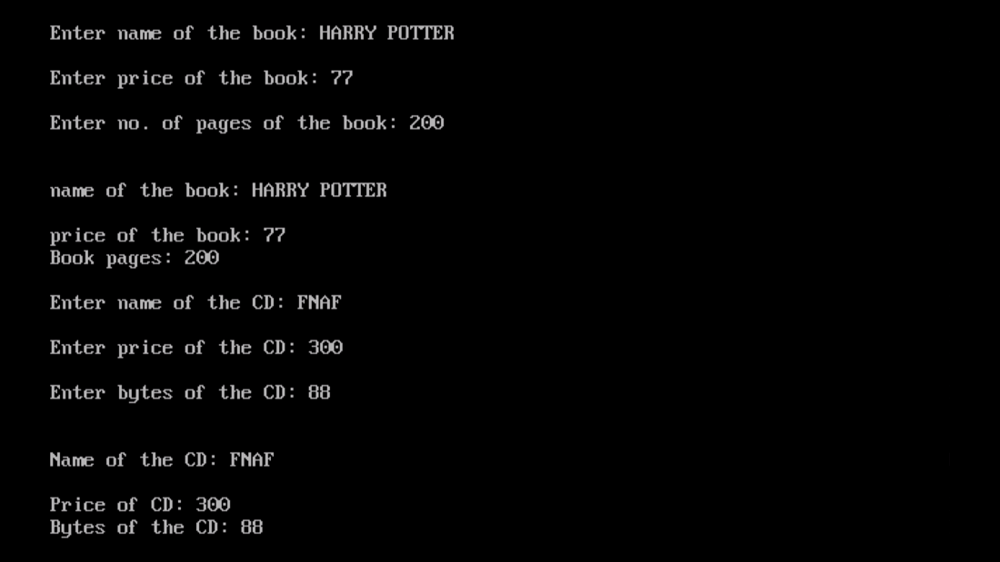 Enter name of the book: HARRY POTTER
Enter price of the book: 77
Enter no. of pages of the book: 200
name of the book: HARRY POTTER
price of the book: 77
Book pages: 200
Enter name of the CD: FNAF
Enter price of the CD: 300
Enter bytes of the CD: 88
Name of the CD: FNAF
Price of CD: 300
Bytes of the CD: 88